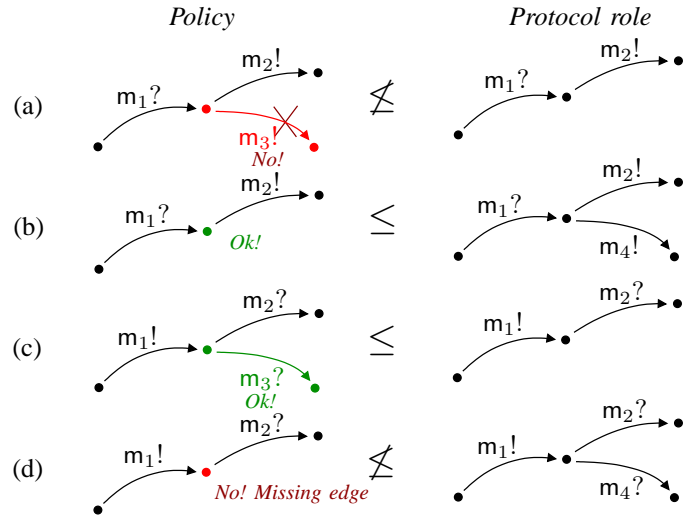 Policy Protocol role
(a) m₁? m₂! m₃! No! ≰ m₁? m₂!
(b) m₁? m₂! Ok! ≤ m₁? m₂! m₄!
(c) m₁! m₂? m₃? Ok! ≤ m₁! m₂?
(d) m₁! m₂? No! Missing edge ≰ m₁! m₂? m₄?